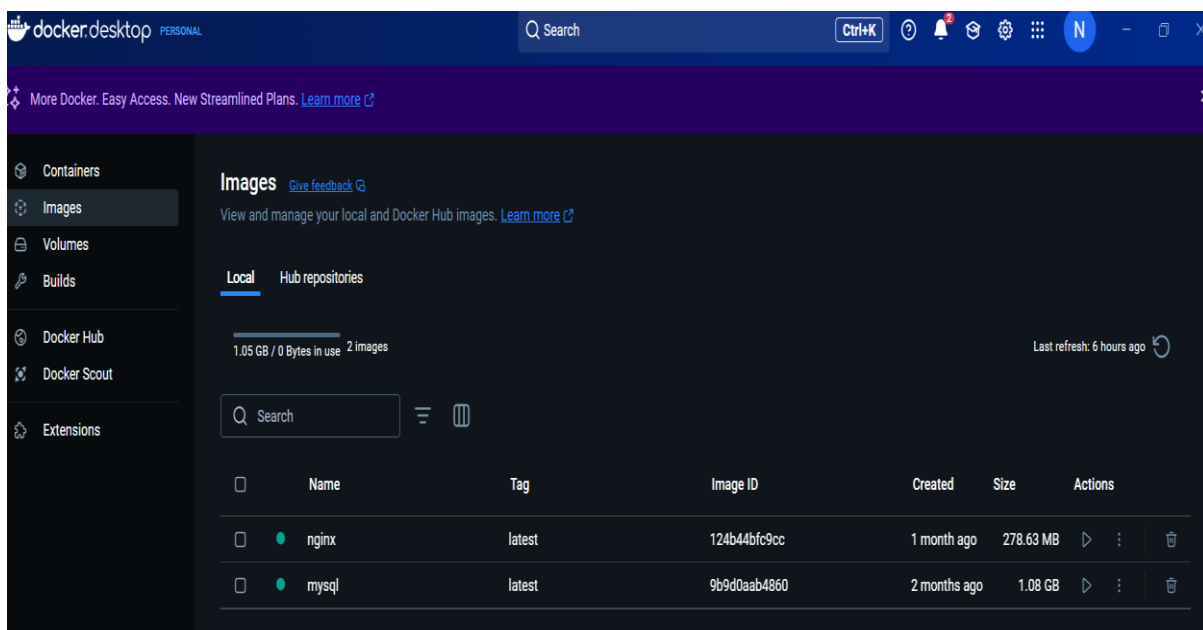 docker.desktop PERSONAL Search Ctrl+K 2 N
More Docker. Easy Access. New Streamlined Plans. Learn more
Containers
Images
Volumes
Builds
Docker Hub
Docker Scout
Extensions
Images Give feedback
View and manage your local and Docker Hub images. Learn more
Local Hub repositories
1.05 GB / 0 Bytes in use 2 images Last refresh: 6 hours ago
Search
Name Tag Image ID Created Size Actions
nginx latest 124b44bfc9cc 1 month ago 278.63 MB
mysql latest 9b9d0aab4860 2 months ago 1.08 GB